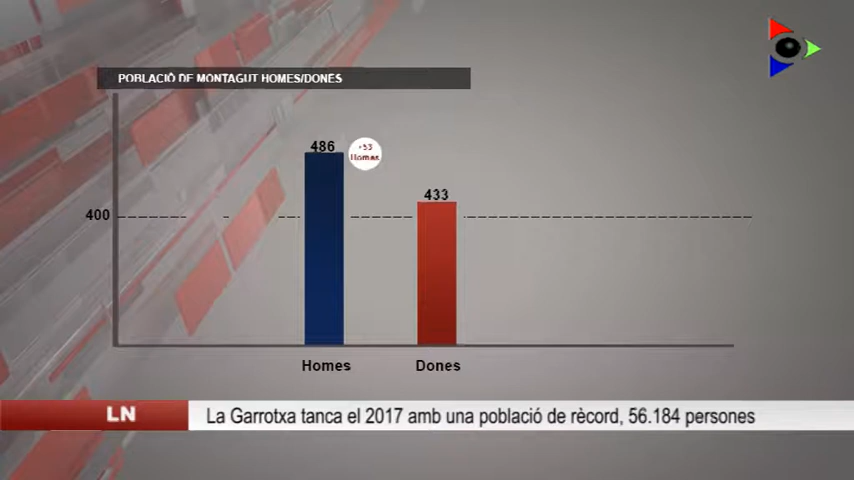 POBLACIÓ DE MONTAGUT HOMES/DONES
486
+53
Homes
433
400
Homes
Dones
LN
La Garrotxa tanca el 2017 amb una població de rècord, 56.184 persones